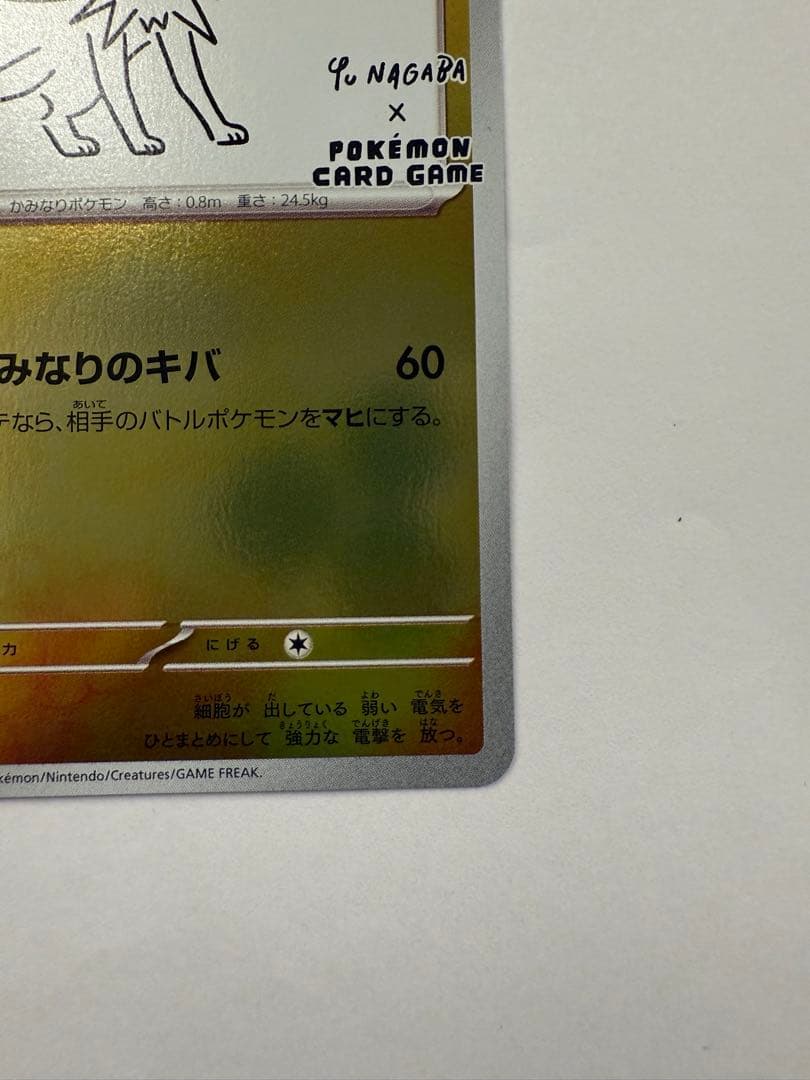 Yu NAGABA
×
POKÉMON
CARD GAME
かみなりポケモン 高さ：0.8m 重さ：24.5kg
みなりのキバ 60
あいて
なら、相手のバトルポケモンをマヒにする。
力 にげる
さいぼう だ よわ でんき
細胞が 出している 弱い 電気を
きょうりょく でんげき はな
ひとまとめにして 強力な 電撃を 放つ。
kémon/Nintendo/Creatures/GAME FREAK.